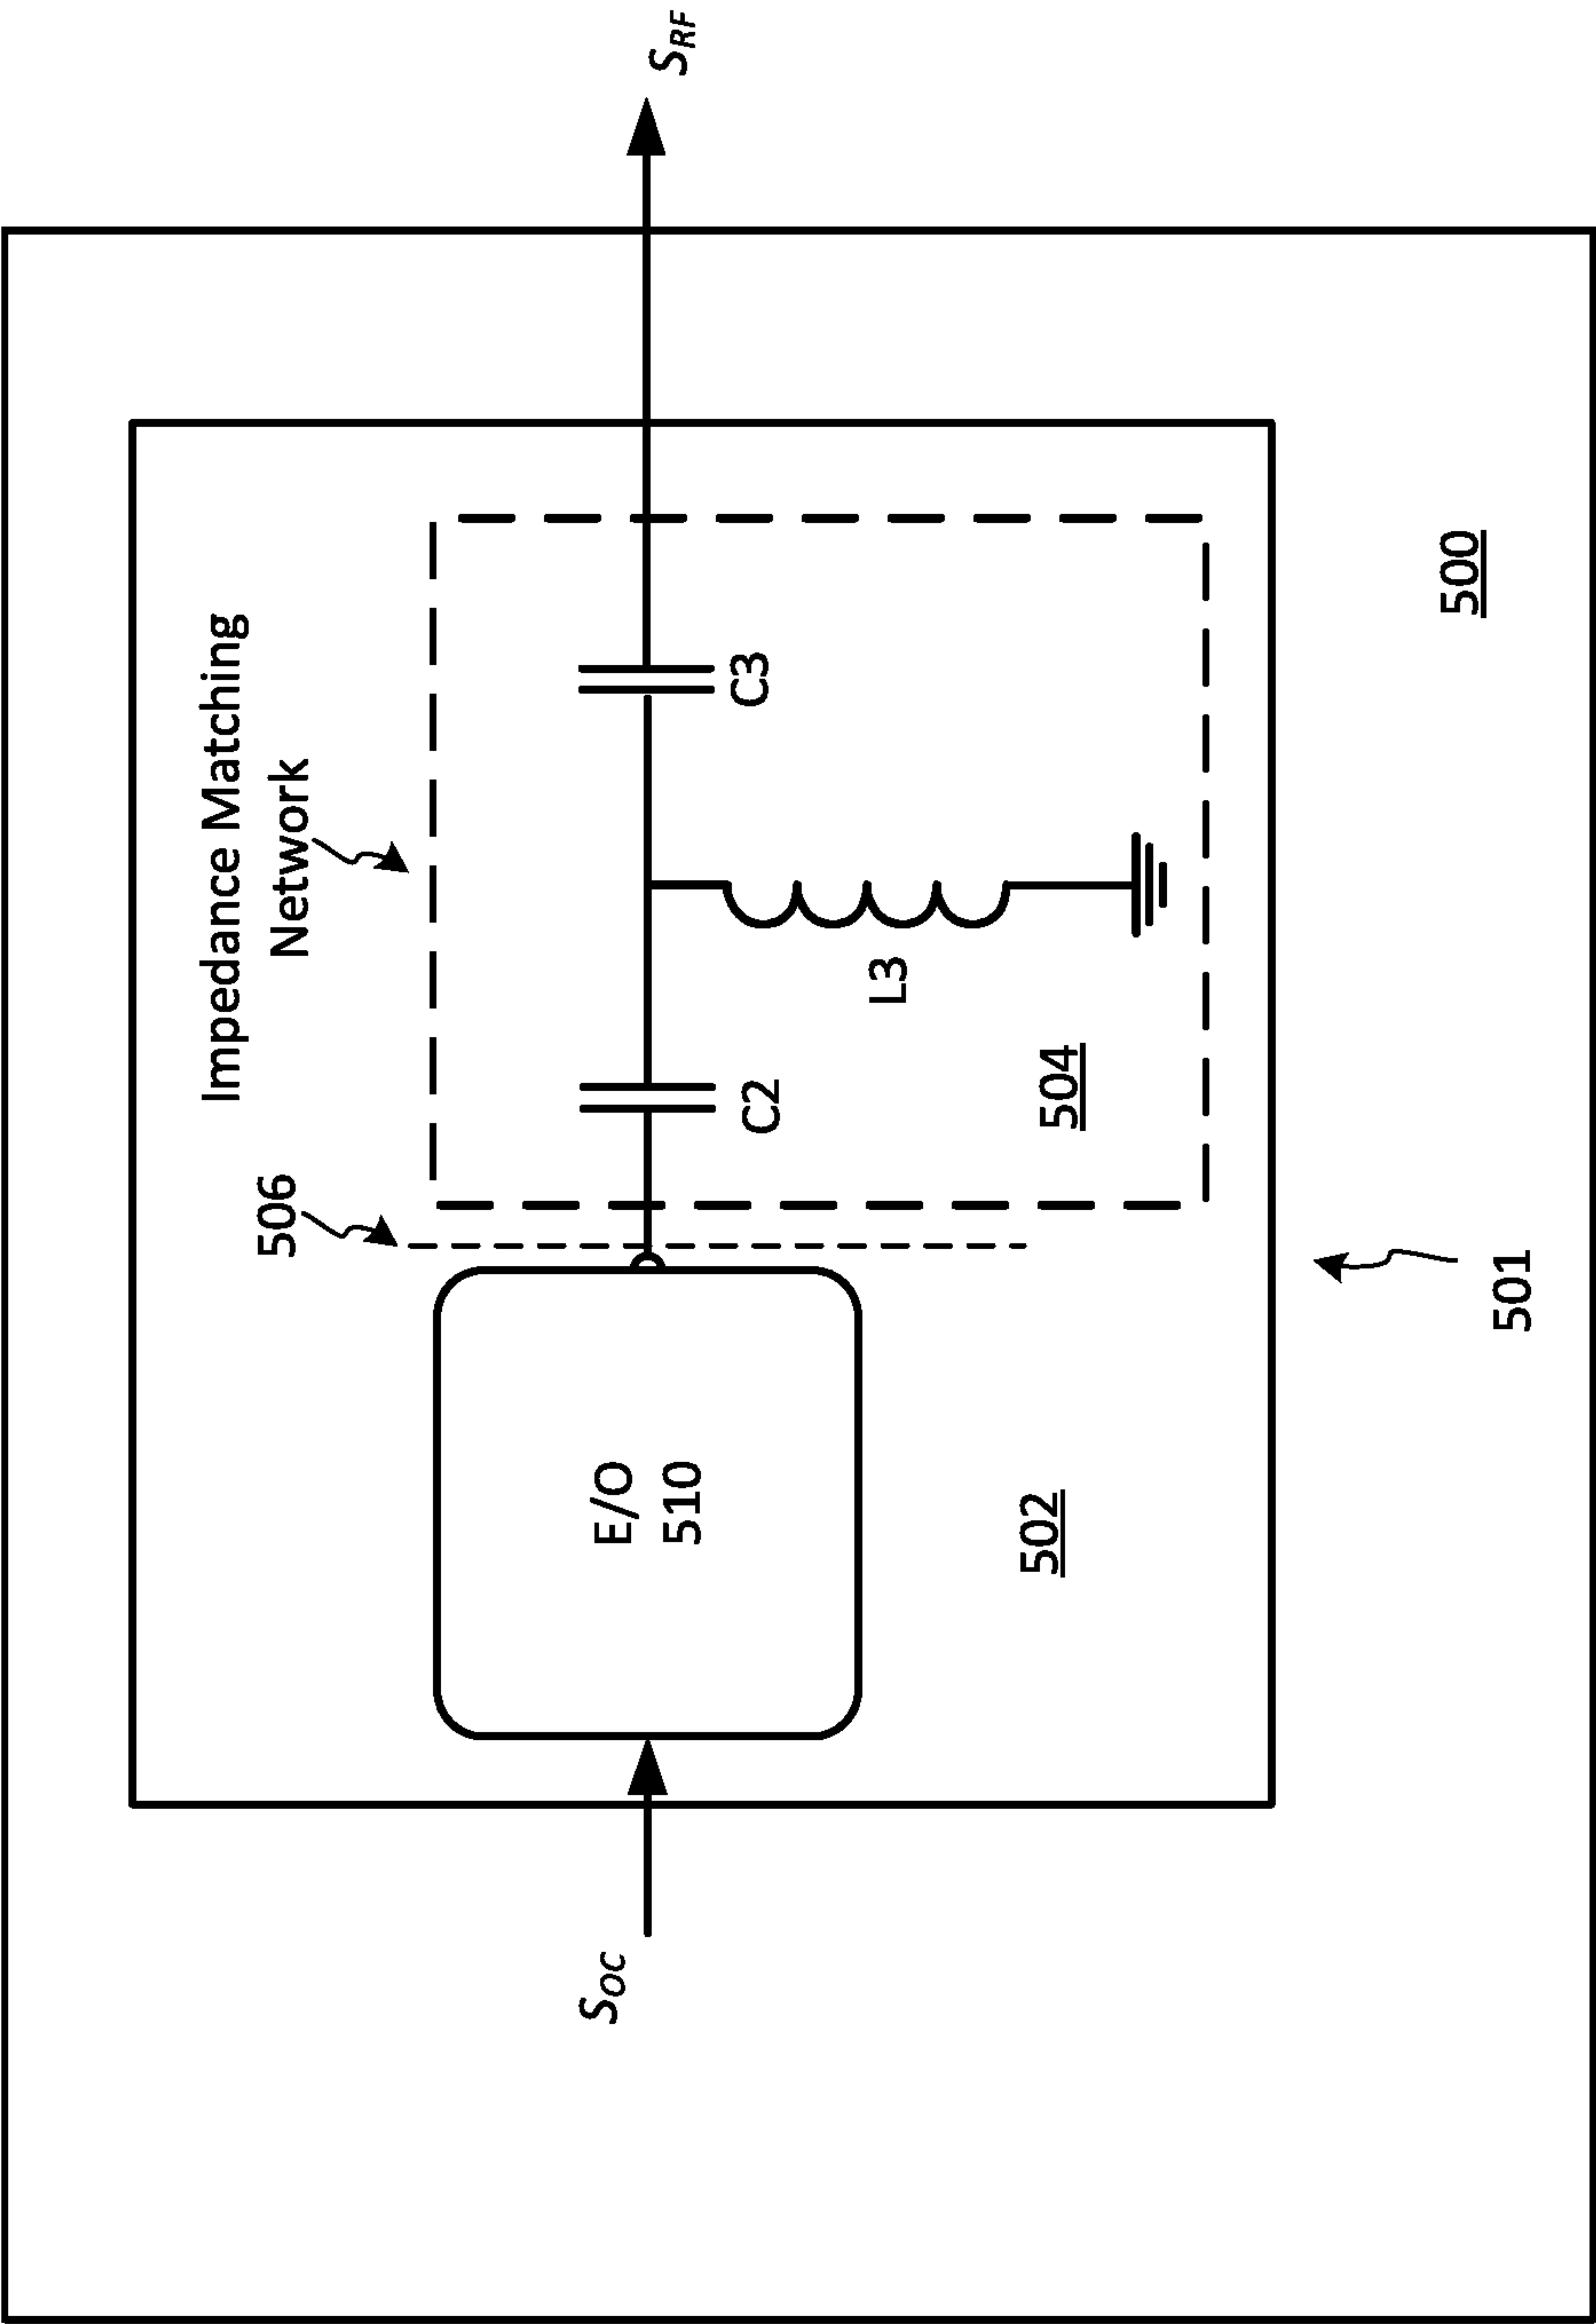 Impedance Matching
Network
506
S_OC
E/O
510
C2
C3
S_RF
L3
502
504
500
501